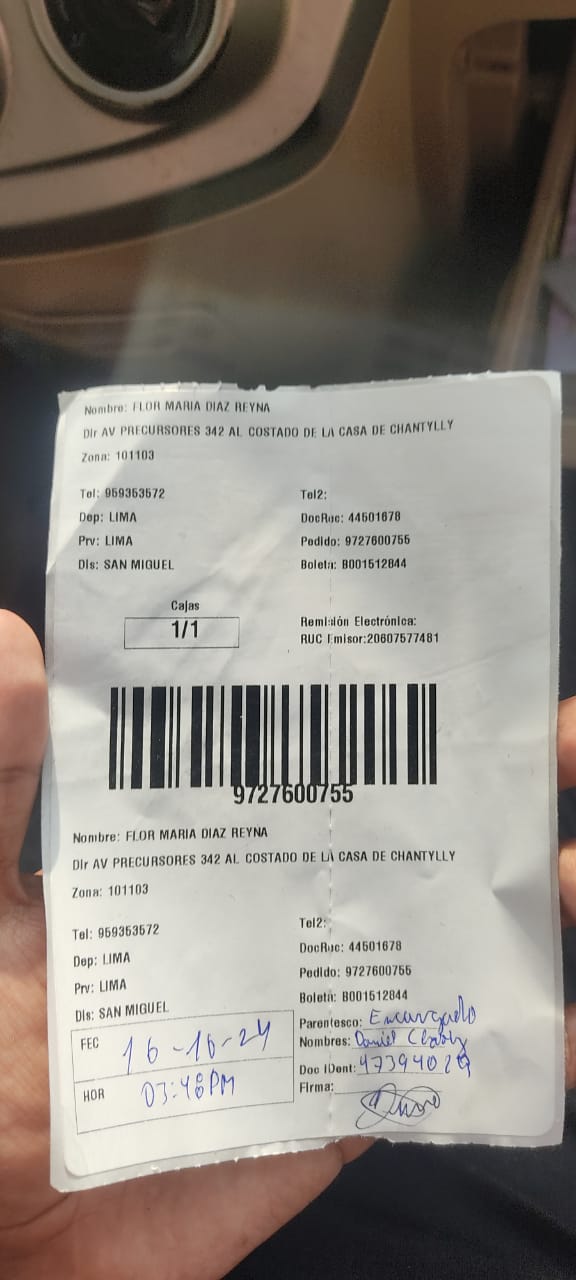 Nombre: FLOR MARIA DIAZ REYNA
Dir AV PRECURSORES 342 AL COSTADO DE LA CASA DE CHANTYLLY
Zona: 101103
Tel: 959353572 Tel2:
Dep: LIMA DocRuc: 44501678
Prv: LIMA Pedido: 9727600755
Dis: SAN MIGUEL Boleta: B001512844
Cajas
1/1
Remisión Electrónica:
RUC Emisor:20607577481
9727600755
Nombre: FLOR MARIA DIAZ REYNA
Dir AV PRECURSORES 342 AL COSTADO DE LA CASA DE CHANTYLLY
Zona: 101103
Tel: 959353572 Tel2:
Dep: LIMA DocRuc: 44501678
Prv: LIMA Pedido: 9727600755
Dis: SAN MIGUEL Boleta: B001512844
FEC 16-10-24 Parentesco: Encargado
Nombres: Daniel
HOR 03:48PM Doc IDent: 47394029
Firma: